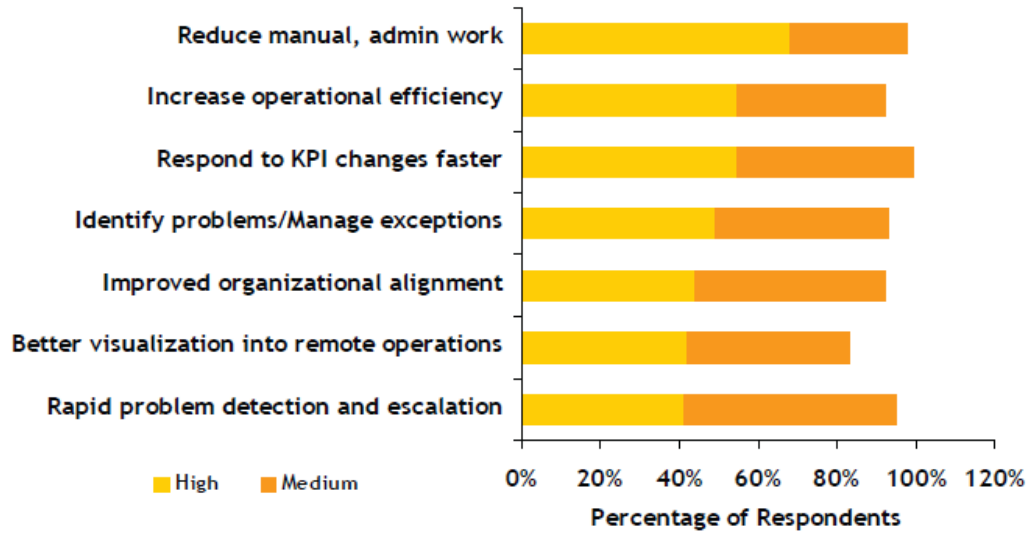 Reduce manual, admin work
Increase operational efficiency
Respond to KPI changes faster
Identify problems/Manage exceptions
Improved organizational alignment
Better visualization into remote operations
Rapid problem detection and escalation
0% 20% 40% 60% 80% 100% 120%
High Medium
Percentage of Respondents